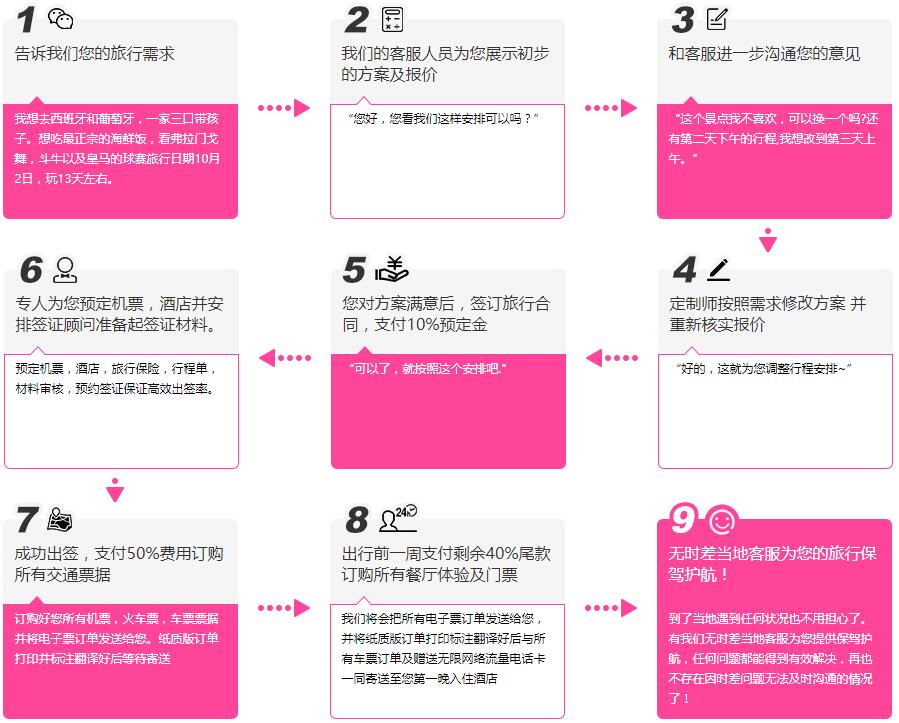 1
告诉我们您的旅行需求
我想去西班牙和葡萄牙，一家三口带孩
子。想吃最正宗的海鲜饭，看弗拉门戈
舞，斗牛以及皇马的球赛旅行日期10月
2日，玩13天左右。
2
我们的客服人员为您展示初步
的方案及报价
“您好，您看我们这样安排可以吗？”
3
和客服进一步沟通您的意见
“这个景点我不喜欢，可以换一个吗?还
有第二天下午的行程,我想改到第三天上
午。”
4
定制师按照需求修改方案 并
重新核实报价
“好的，这就为您调整行程安排~”
5
¥
您对方案满意后，签订旅行合
同，支付10%预定金
“可以了，就按照这个安排吧.”
6
专人为您预定机票，酒店并安
排签证顾问准备起签证材料。
预定机票，酒店，旅行保险，行程单，
材料审核，预约签证保证高效出签率。
7
成功出签，支付50%费用订购
所有交通票据
订购好您所有机票，火车票，车票票据
并将电子票订单发送给您。纸质版订单
打印并标注翻译好后等待寄送
8
24
出行前一周支付剩余40%尾款
订购所有餐厅体验及门票
我们将会把所有电子票订单发送给您，
并将纸质版订单打印标注翻译好后与所
有车票订单及赠送无限网络流量电话卡
一同寄送至您第一晚入住酒店
9
无时差当地客服为您的旅行保
驾护航！
到了当地遇到任何状况也不用担心了。
有我们无时差当地客服为您提供保驾护
航，任何问题都能得到有效解决，再也
不存在因时差问题无法及时沟通的情况
了！